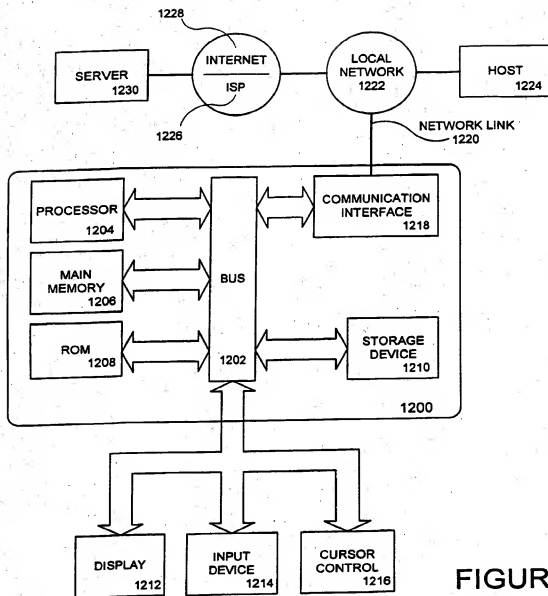 1228
INTERNET
ISP
1226
SERVER
1230
LOCAL
NETWORK
1222
HOST
1224
NETWORK LINK
1220
PROCESSOR
1204
MAIN
MEMORY
1206
ROM
1208
BUS
1202
COMMUNICATION
INTERFACE
1218
STORAGE
DEVICE
1210
1200
DISPLAY
1212
INPUT
DEVICE
1214
CURSOR
CONTROL
1216
FIGUR